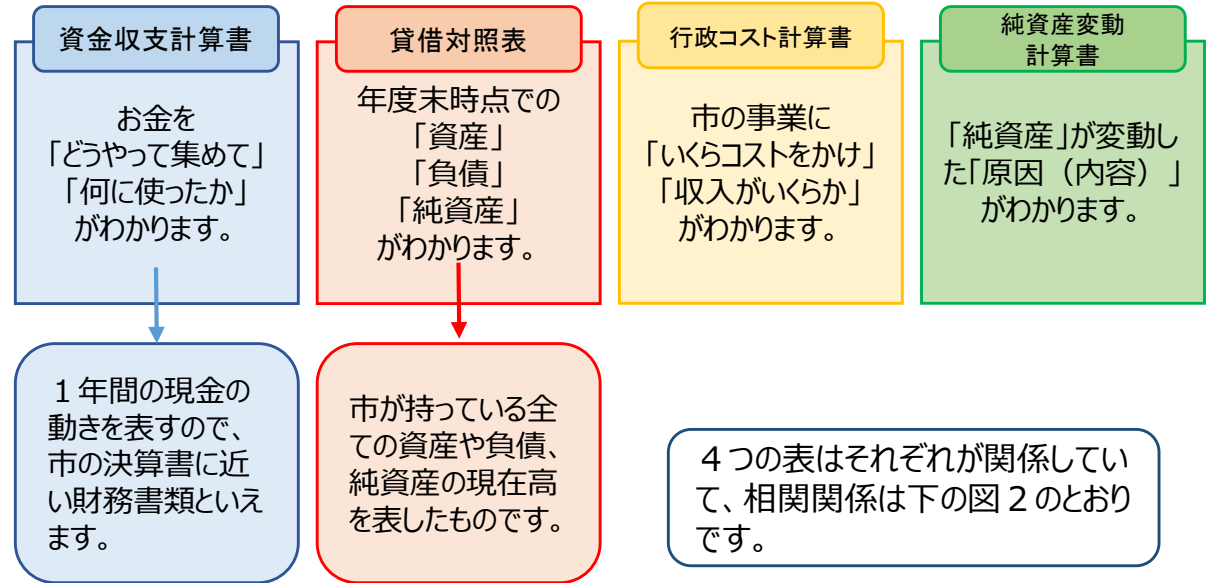 資金収支計算書
お金を
「どうやって集めて」
「何に使ったか」
がわかります。
貸借対照表
年度末時点での
「資産」
「負債」
「純資産」
がわかります。
行政コスト計算書
市の事業に
「いくらコストをかけ」
「収入がいくらか」
がわかります。
純資産変動
計算書
「純資産」が変動し
た「原因（内容）」
がわかります。
１年間の現金の
動きを表すので、
市の決算書に近
い財務書類といえ
ます。
市が持っている全
ての資産や負債、
純資産の現在高
を表したものです。
４つの表はそれぞれが関係してい
て、相関関係は下の図２のとおり
です。